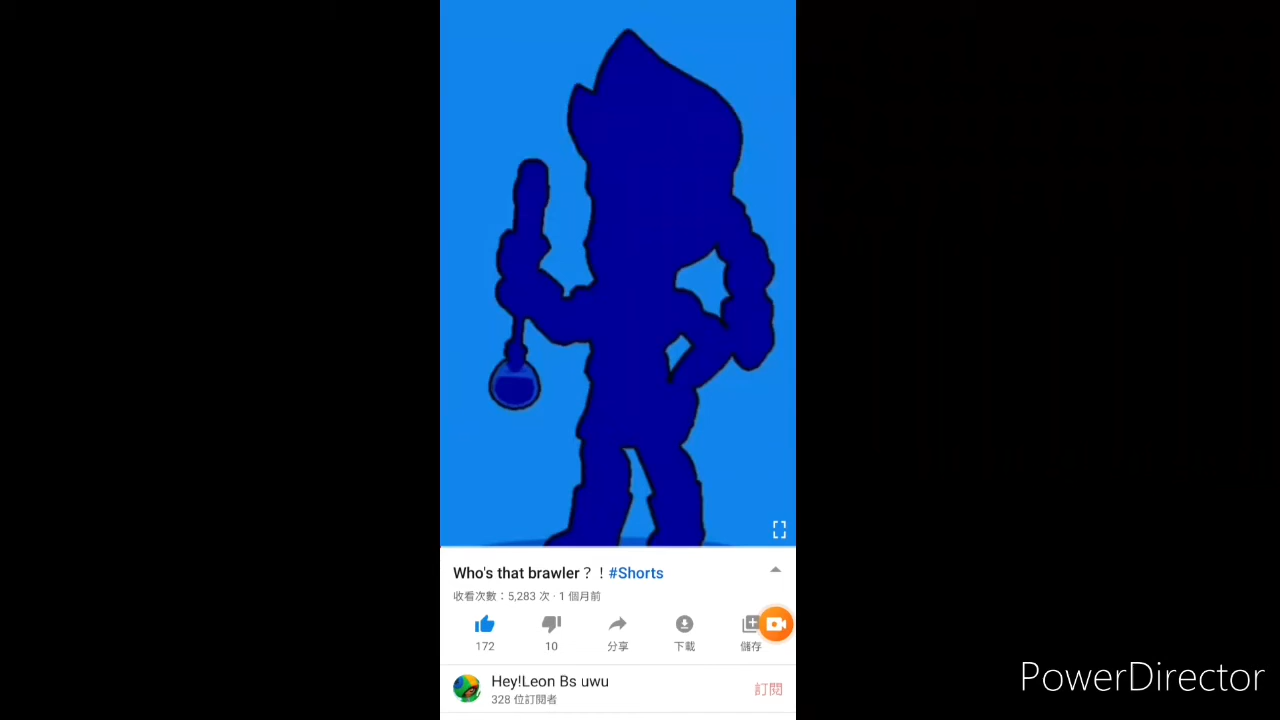 Who's that brawler？！#Shorts
收看次數：5,283 次 · 1 個月前
172
10
分享
下載
儲存
Hey!Leon Bs uwu
訂閱
328 位訂閱者
PowerDirector